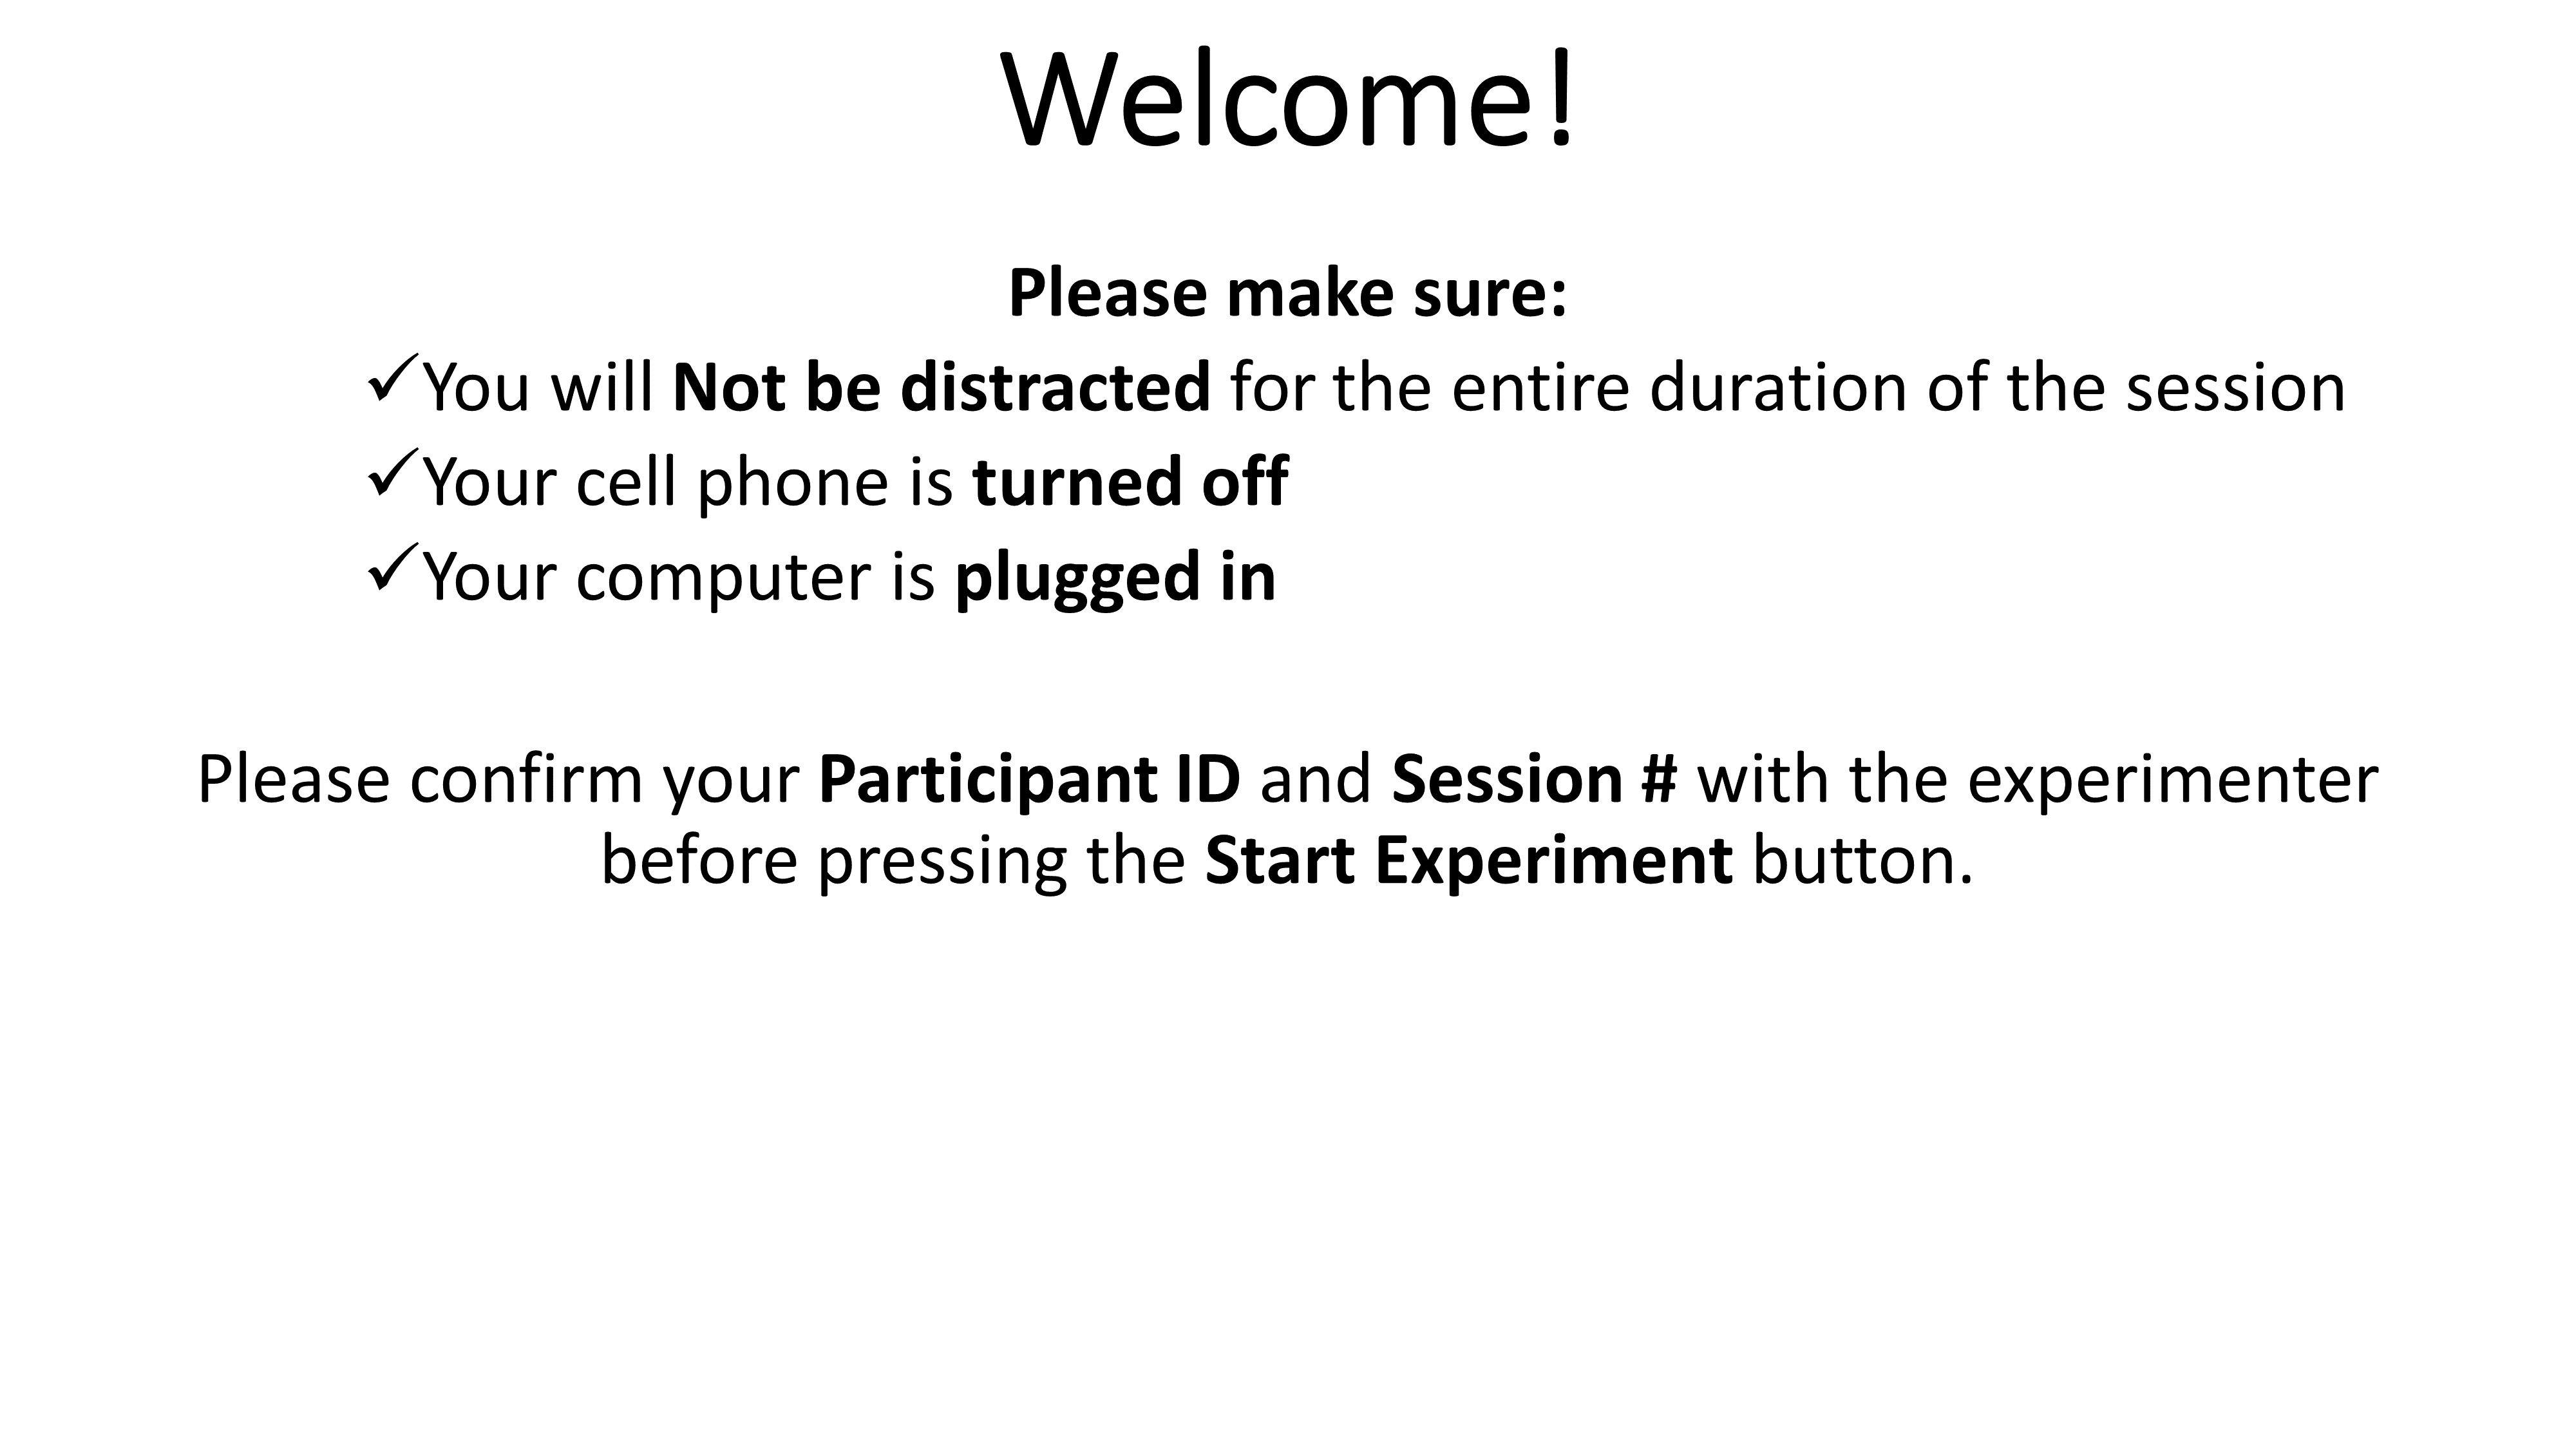 Welcome!
Please make sure:
✓You will Not be distracted for the entire duration of the session
✓Your cell phone is turned off
✓Your computer is plugged in
Please confirm your Participant ID and Session # with the experimenter
before pressing the Start Experiment button.